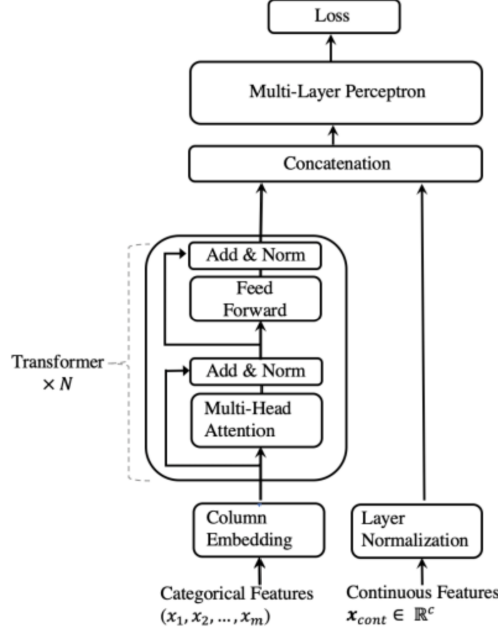 Loss
Multi-Layer Perceptron
Concatenation
Add & Norm
Feed
Forward
Transformer
× N
Add & Norm
Multi-Head
Attention
Column
Embedding
Layer
Normalization
Categorical Features
(x₁, x₂, ..., xₘ)
Continuous Features
x_cont ∈ ℝᶜ